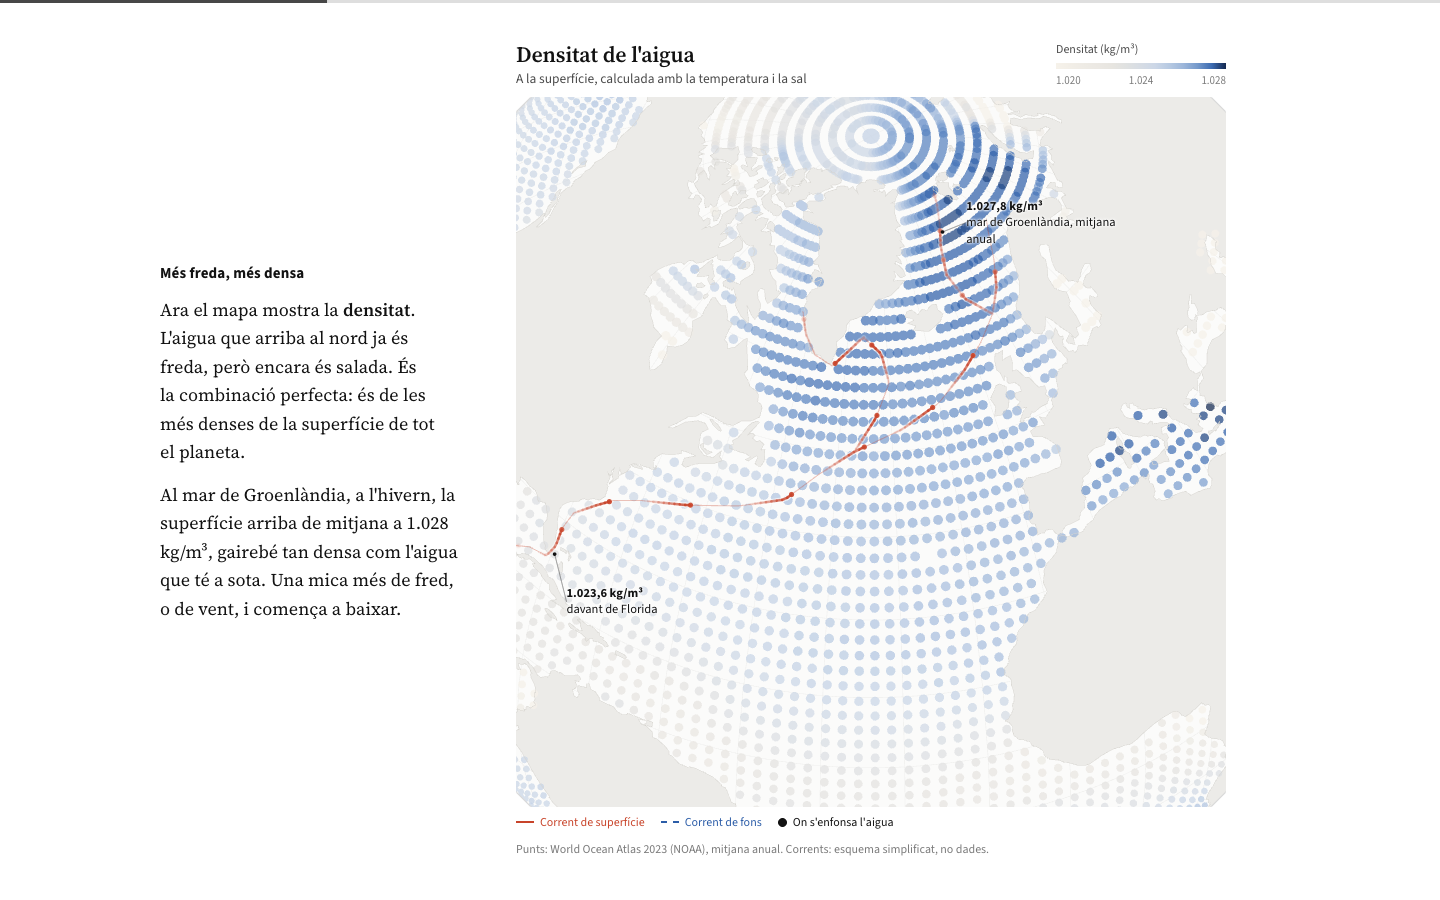 Densitat de l'aigua
A la superfície, calculada amb la temperatura i la sal
Densitat (kg/m³)
1.020 1.024 1.028
Més freda, més densa
Ara el mapa mostra la densitat.
L'aigua que arriba al nord ja és
freda, però encara és salada. És
la combinació perfecta: és de les
més denses de la superfície de tot
el planeta.
Al mar de Groenlàndia, a l'hivern, la
superfície arriba de mitjana a 1.028
kg/m³, gairebé tan densa com l'aigua
que té a sota. Una mica més de fred,
o de vent, i comença a baixar.
1.027,8 kg/m³
mar de Groenlàndia, mitjana
anual
1.023,6 kg/m³
davant de Florida
Corrent de superfície Corrent de fons On s'enfonsa l'aigua
Punts: World Ocean Atlas 2023 (NOAA), mitjana anual. Corrents: esquema simplificat, no dades.